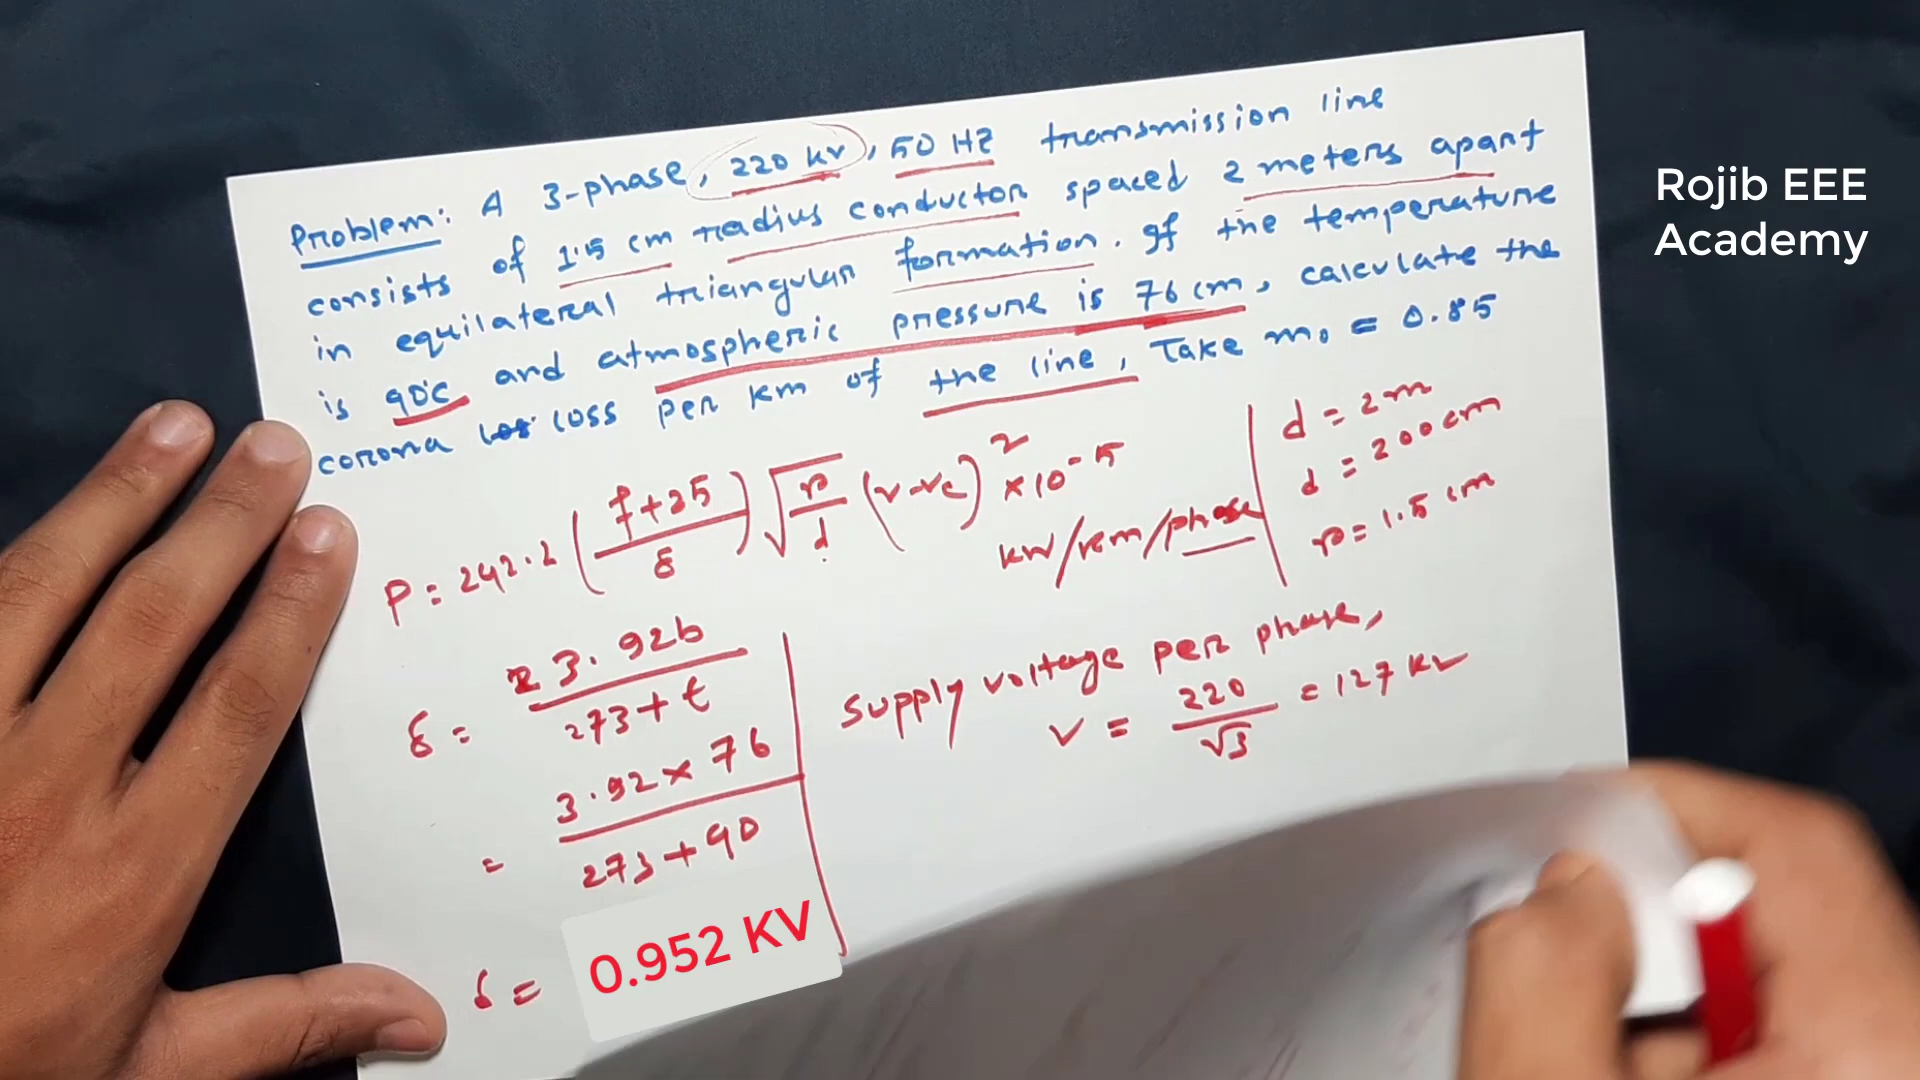 Problem: A 3-phase, 220 kV, 50 HZ transmission line
consists of 1.5 cm radius conductor spaced 2 meters apart
in equilateral triangular formation. If the temperature
is 40°C and atmospheric pressure is 76 cm, calculate the
corona loss per km of the line, Take m₀ = 0.85
P = 242.2 (f+25/δ) √r/d (v-vc)² ×10⁻⁵
kW/km/phase
d = 2m
d = 200cm
r = 1.5 cm
δ = 3.92b/273+t
= 3.92×76/273+40
δ = 0.952 KV
Supply voltage per phase,
V = 220/√3 = 127 kV
Rojib EEE
Academy